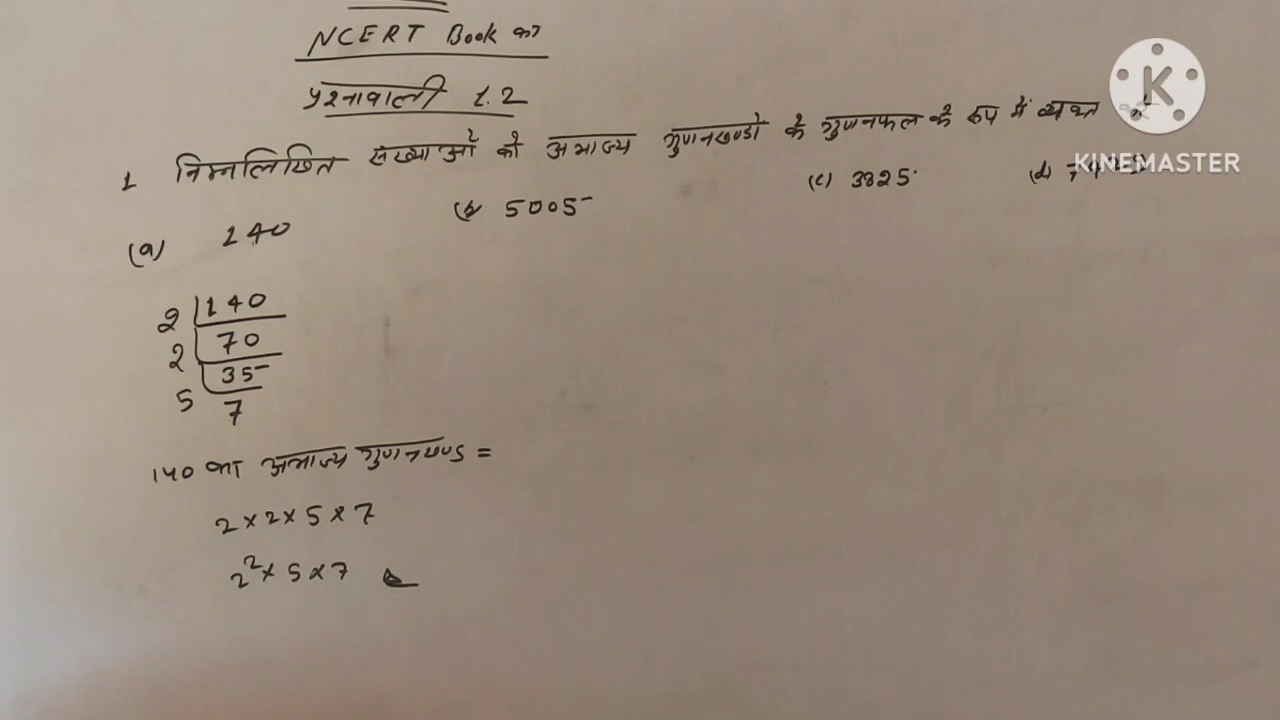 NCERT Book का
प्रश्नावाली 1.2
1 निम्नलिखित संख्याओं को अभाज्य गुणनखण्डों के गुणनफल के रूप में व्यक्त
(a) 140 (b) 5005 (c) 3825. (d)
2 140
2 70
5 35
7
140 का अभाज्य गुणनखण्ड =
2 × 2 × 5 × 7
2² × 5 × 7
K
KINEMASTER